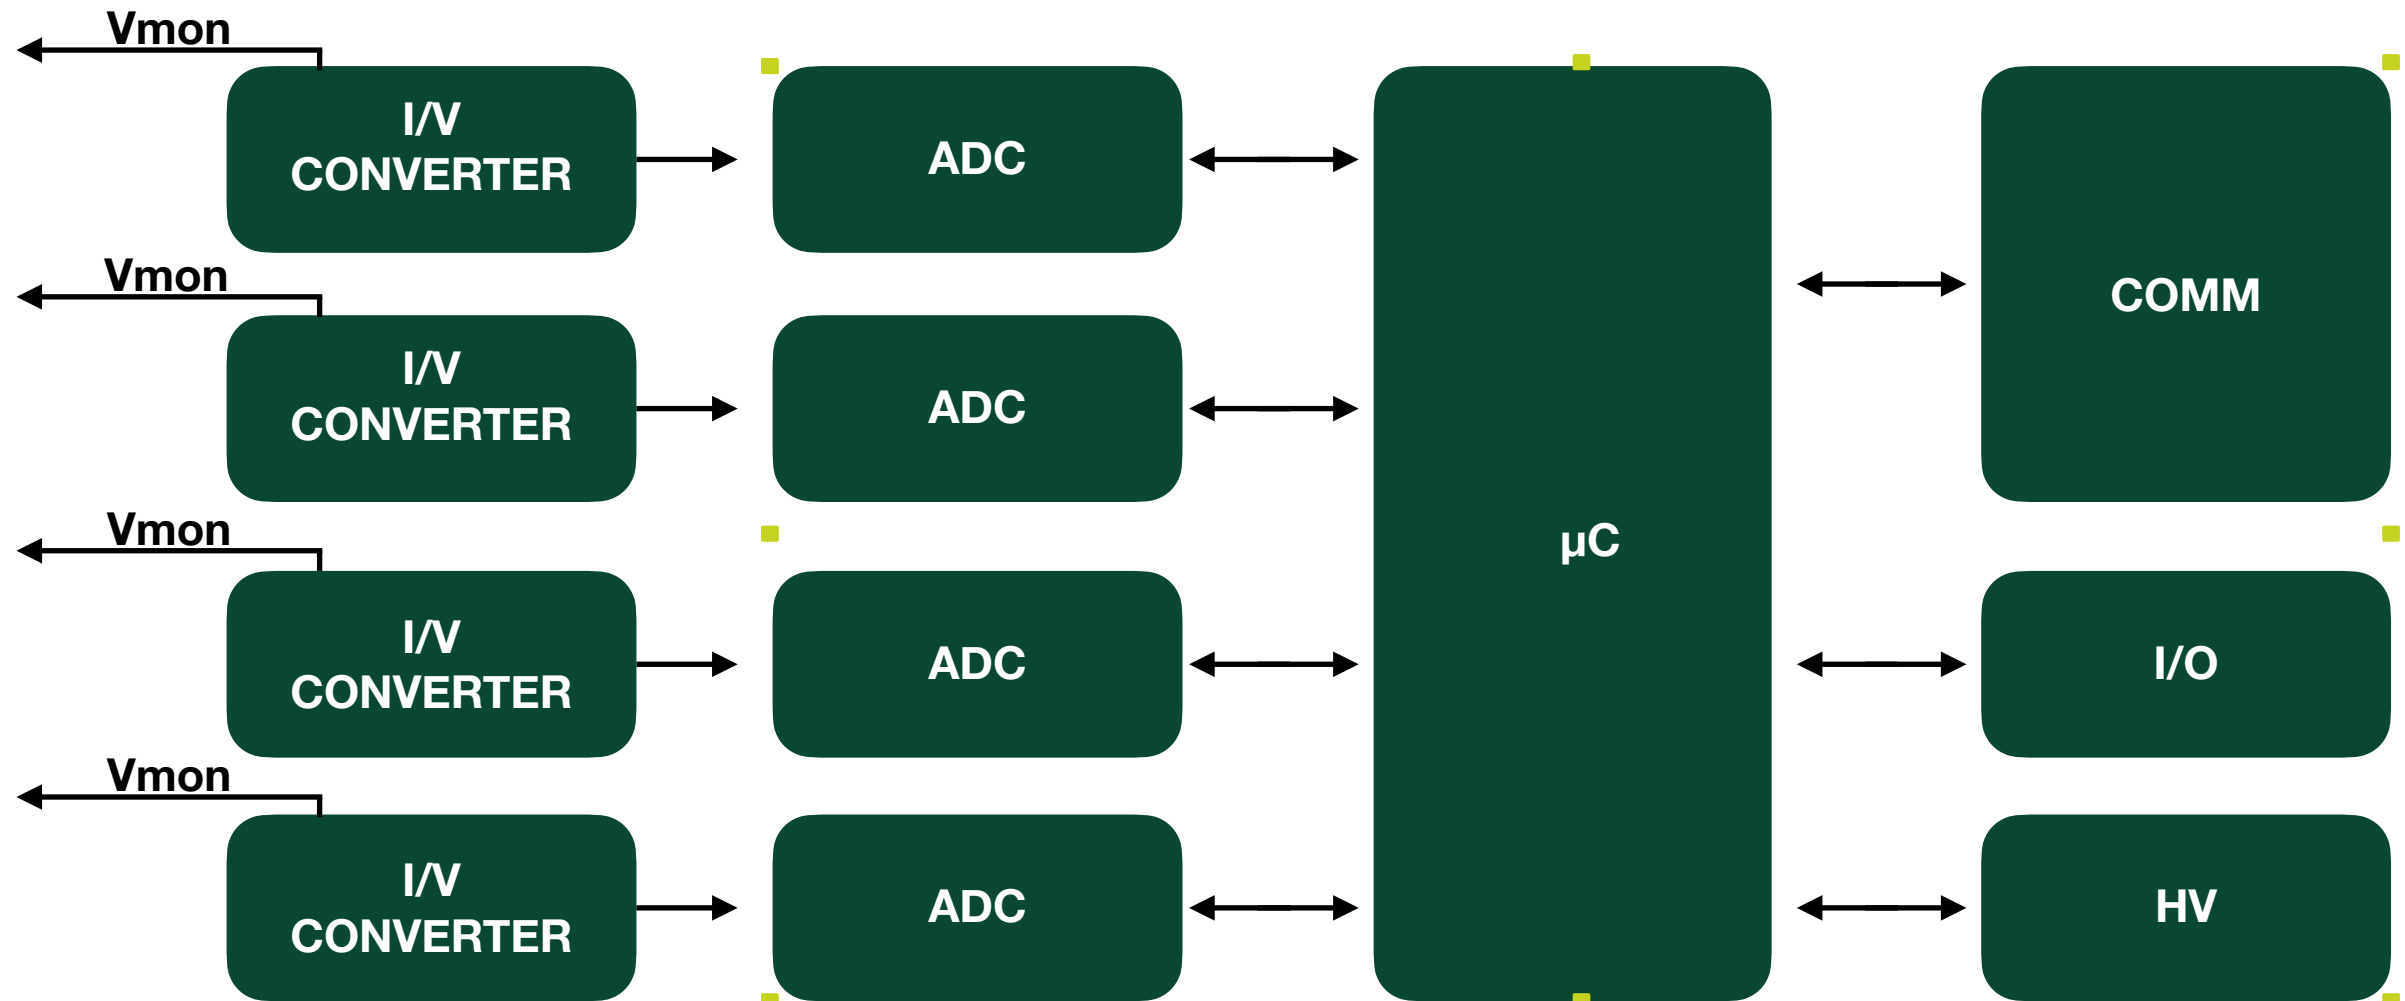 Vmon
I/V
CONVERTER
ADC
Vmon
I/V
CONVERTER
ADC
Vmon
I/V
CONVERTER
ADC
Vmon
I/V
CONVERTER
ADC
µC
COMM
I/O
HV